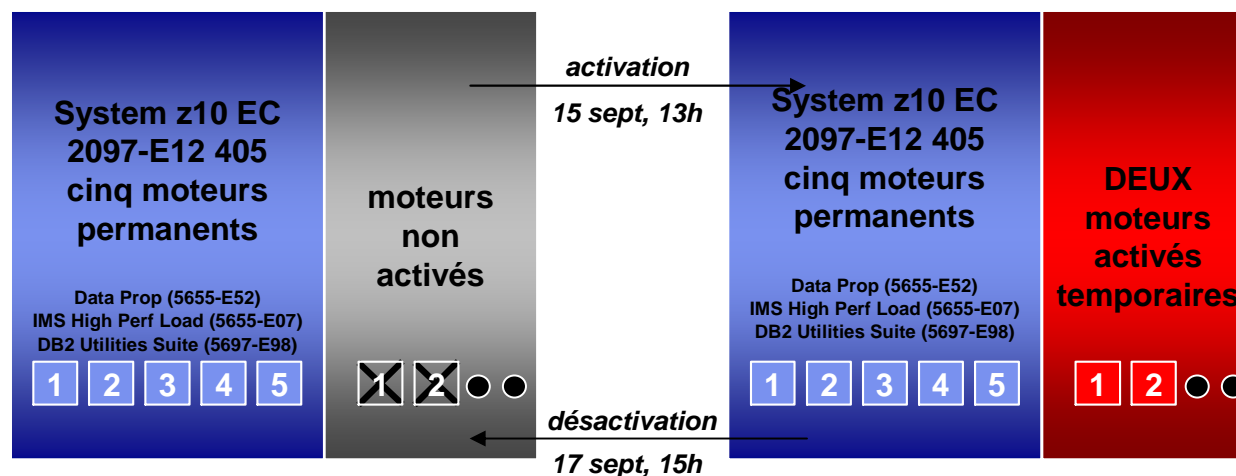 System z10 EC
2097-E12 405
cinq moteurs
permanents
Data Prop (5655-E52)
IMS High Perf Load (5655-E07)
DB2 Utilities Suite (5697-E98)
1 2 3 4 5
moteurs
non
activés
1 2
activation
15 sept, 13h
désactivation
17 sept, 15h
System z10 EC
2097-E12 405
cinq moteurs
permanents
Data Prop (5655-E52)
IMS High Perf Load (5655-E07)
DB2 Utilities Suite (5697-E98)
1 2 3 4 5
DEUX
moteurs
activés
temporaires
1 2